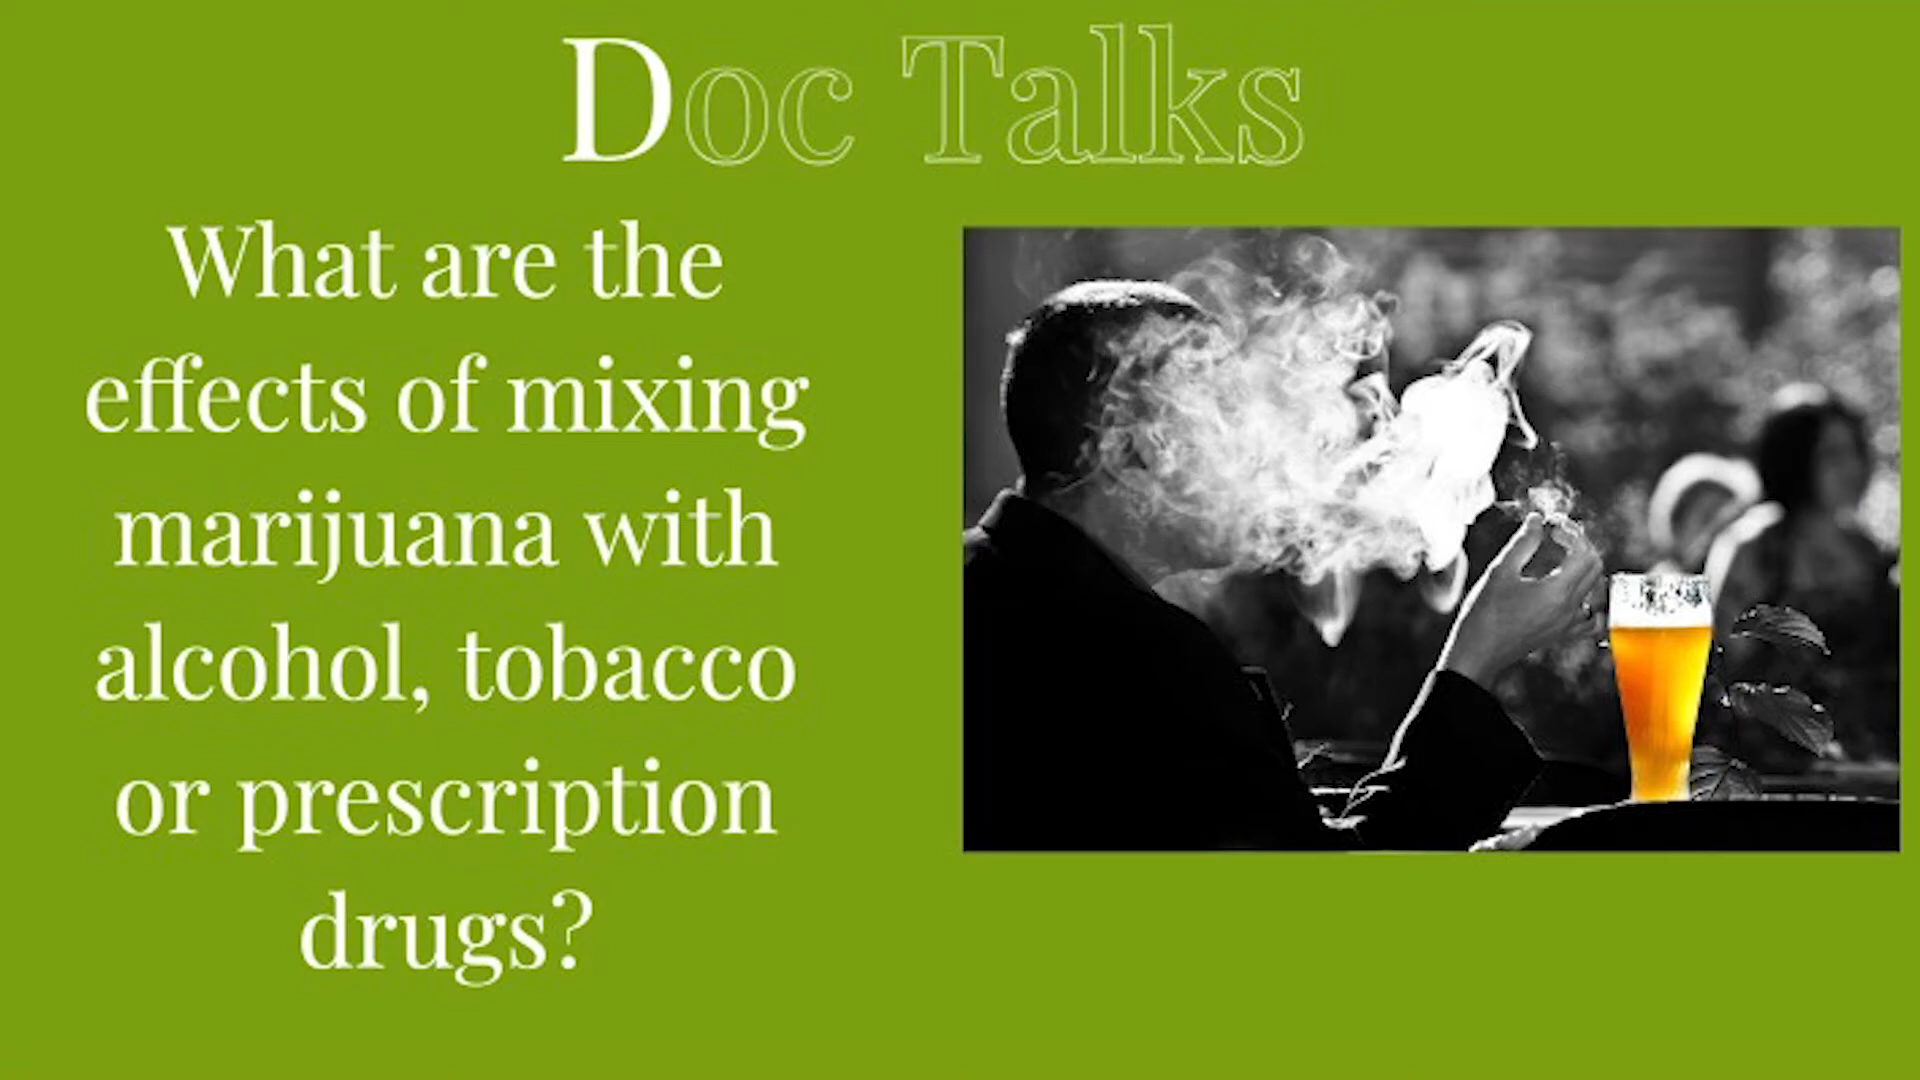 Doc Talks
What are the
effects of mixing
marijuana with
alcohol, tobacco
or prescription
drugs?